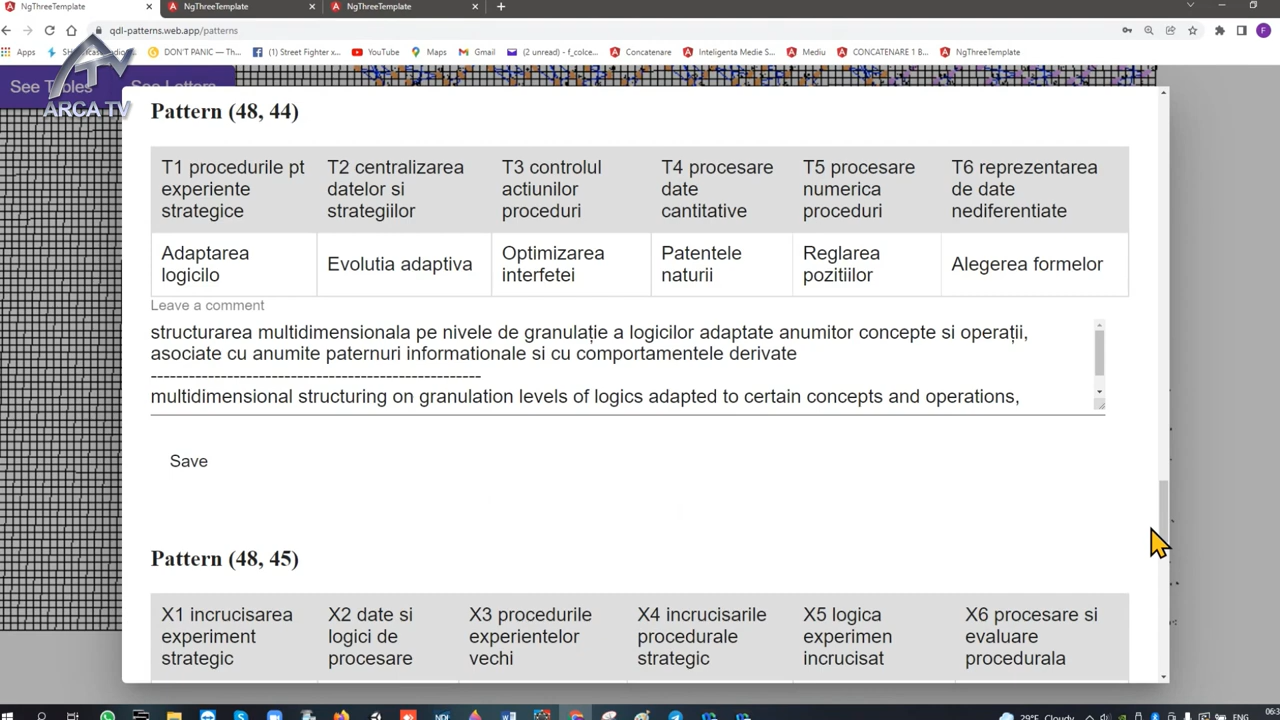 NgThreeTemplate
NgThreeTemplate
NgThreeTemplate
qdl-patterns.web.app/patterns
Apps
DON'T PANIC — Th...
(1) Street Fighter x...
YouTube
Maps
Gmail
(2 unread) - f_colce...
Concatenare
Inteligenta Medie S...
Mediu
CONCATENARE 1 B...
NgThreeTemplate
See Tables
See Letters
ARCA TV
Pattern (48, 44)
T1 procedurile pt experiente strategice
T2 centralizarea datelor si strategiilor
T3 controlul actiunilor proceduri
T4 procesare date cantitative
T5 procesare numerica proceduri
T6 reprezentarea de date nediferentiate
Adaptarea logicilo
Evolutia adaptiva
Optimizarea interfetei
Patentele naturii
Reglarea pozitiilor
Alegerea formelor
Leave a comment
structurarea multidimensionala pe nivele de granulație a logicilor adaptate anumitor concepte si operații,
asociate cu anumite paternuri informationale si cu comportamentele derivate
----------------------------------------------------
multidimensional structuring on granulation levels of logics adapted to certain concepts and operations,
Save
Pattern (48, 45)
X1 incrucisarea experiment strategic
X2 date si logici de procesare
X3 procedurile experientelor vechi
X4 incrucisarile procedurale strategic
X5 logica experimen incrucisat
X6 procesare si evaluare procedurala
29°F Cloudy
ENG